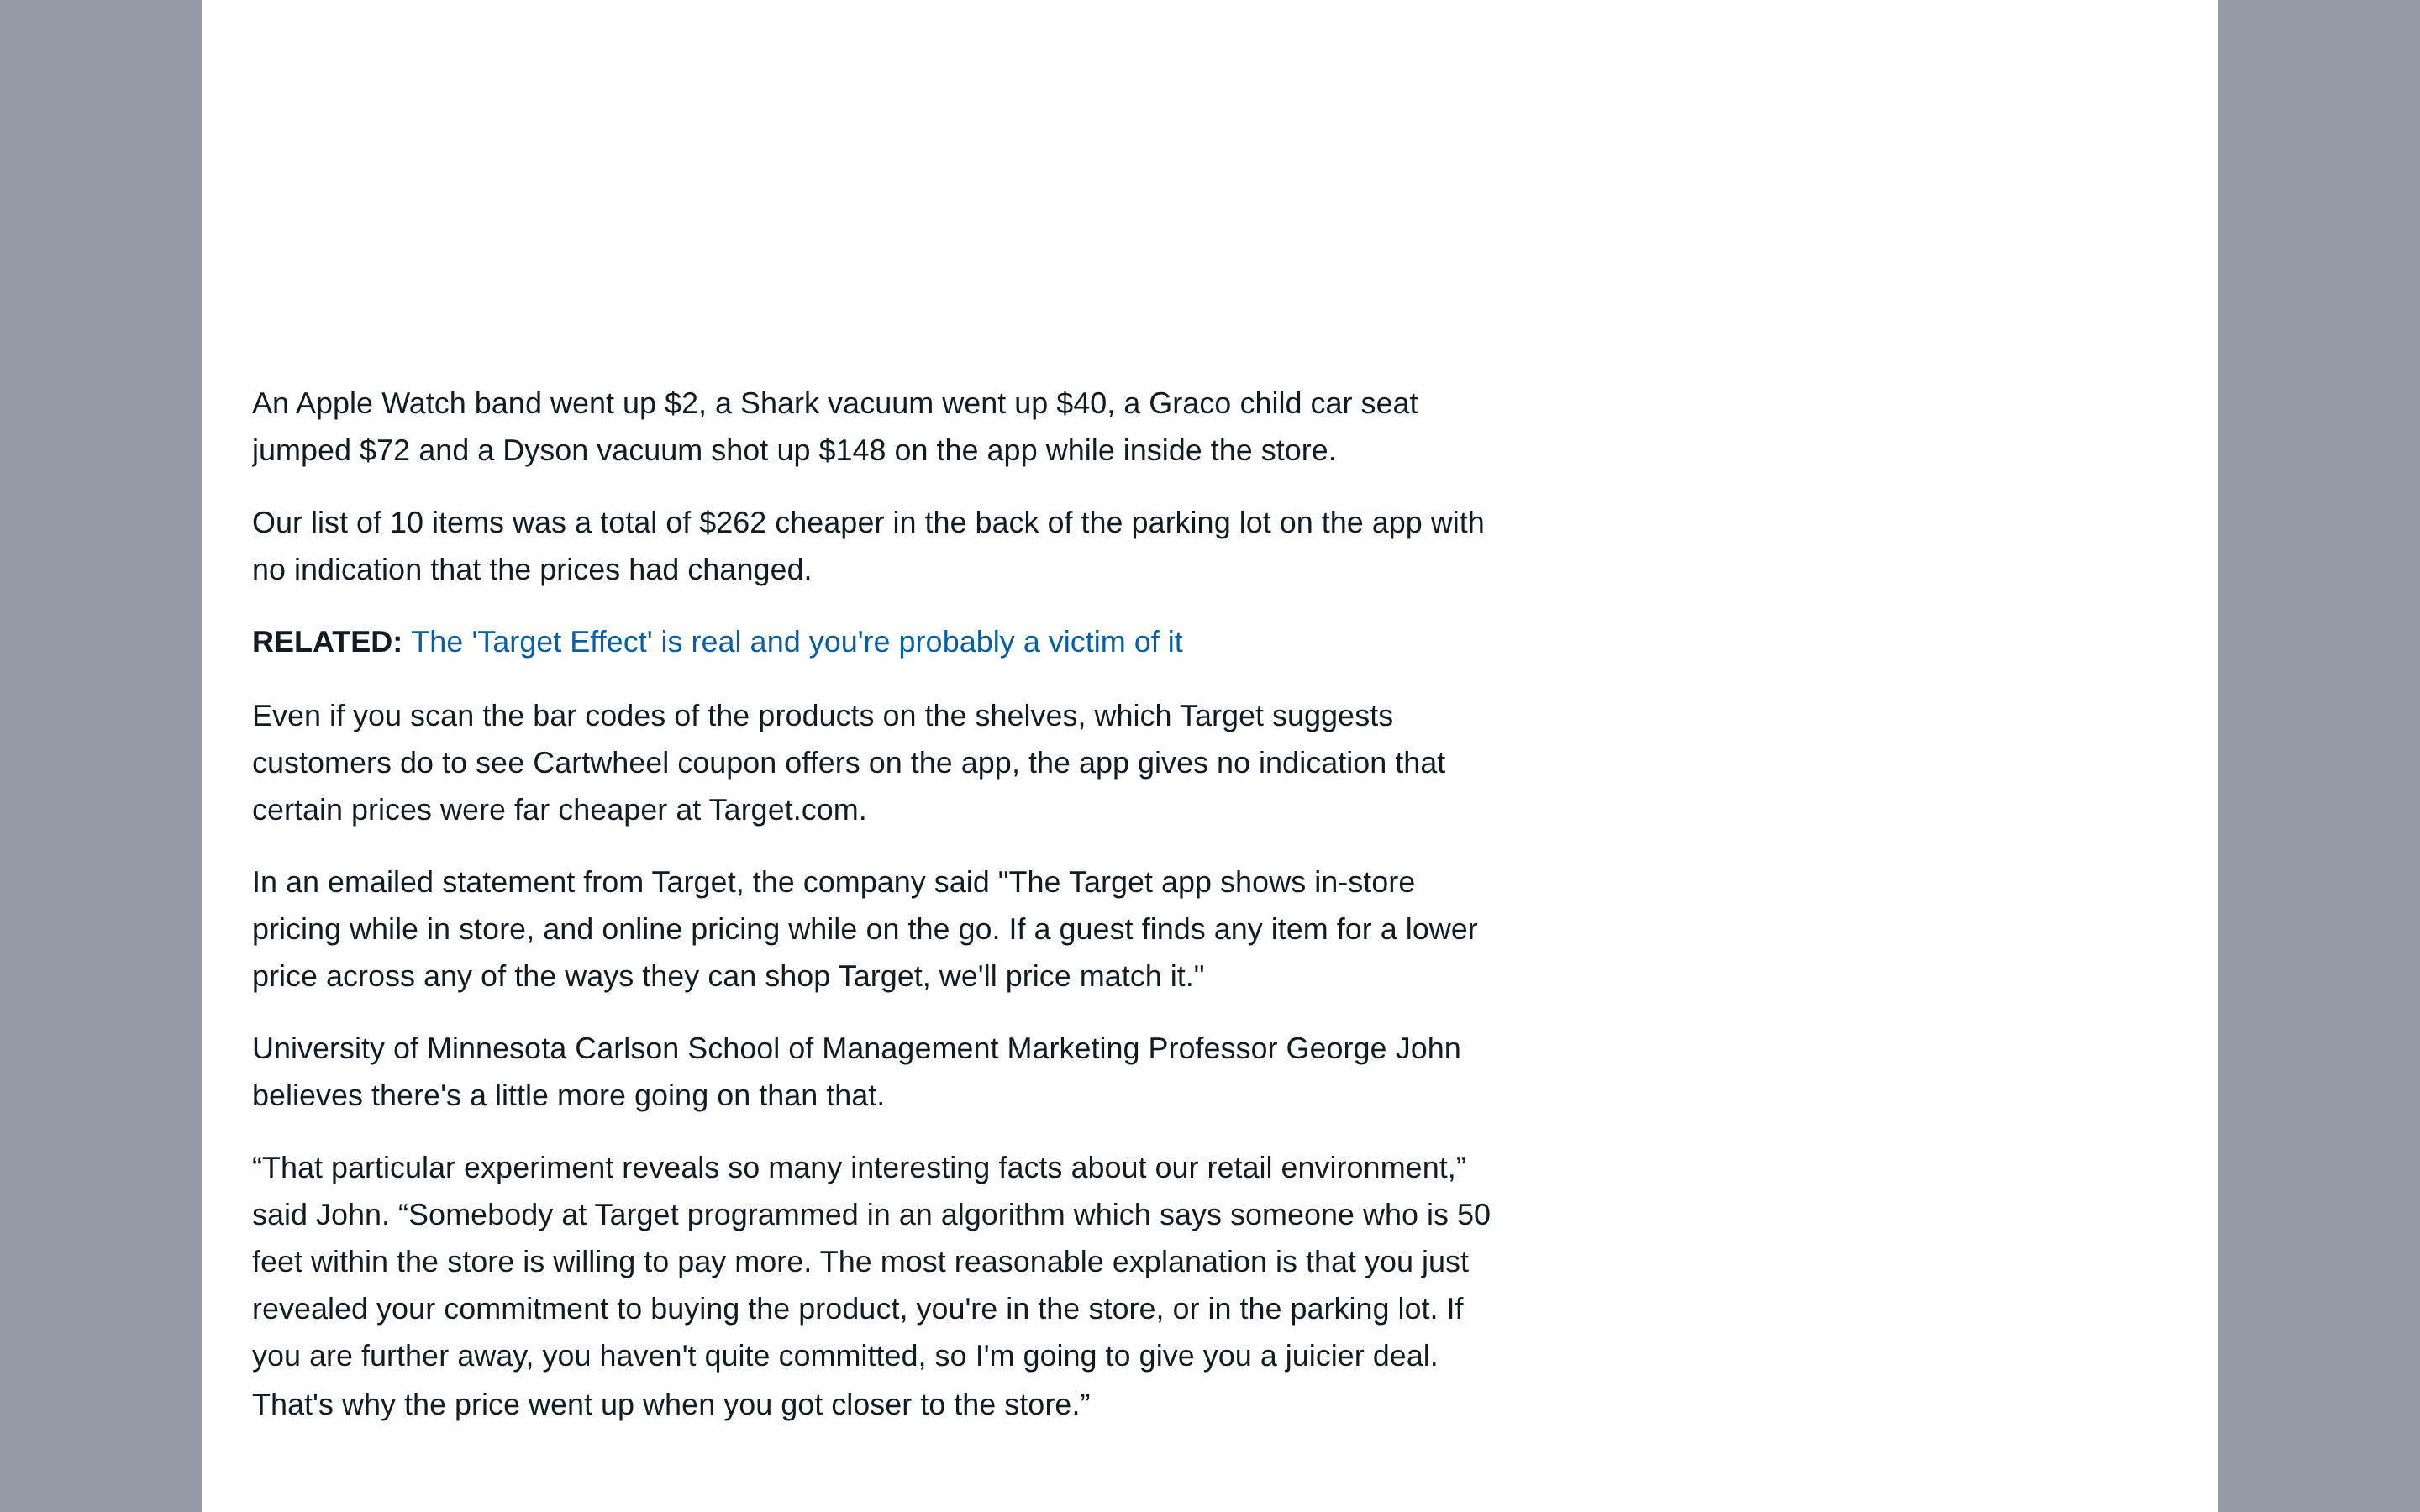 An Apple Watch band went up $2, a Shark vacuum went up $40, a Graco child car seat
jumped $72 and a Dyson vacuum shot up $148 on the app while inside the store.
Our list of 10 items was a total of $262 cheaper in the back of the parking lot on the app with
no indication that the prices had changed.
RELATED: The 'Target Effect' is real and you're probably a victim of it
Even if you scan the bar codes of the products on the shelves, which Target suggests
customers do to see Cartwheel coupon offers on the app, the app gives no indication that
certain prices were far cheaper at Target.com.
In an emailed statement from Target, the company said "The Target app shows in-store
pricing while in store, and online pricing while on the go. If a guest finds any item for a lower
price across any of the ways they can shop Target, we'll price match it."
University of Minnesota Carlson School of Management Marketing Professor George John
believes there's a little more going on than that.
“That particular experiment reveals so many interesting facts about our retail environment,”
said John. “Somebody at Target programmed in an algorithm which says someone who is 50
feet within the store is willing to pay more. The most reasonable explanation is that you just
revealed your commitment to buying the product, you're in the store, or in the parking lot. If
you are further away, you haven't quite committed, so I'm going to give you a juicier deal.
That's why the price went up when you got closer to the store.”